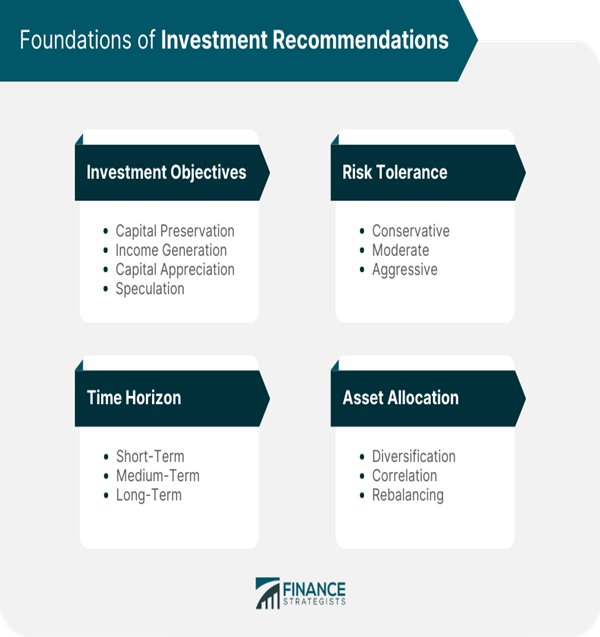 Foundations of Investment Recommendations
Investment Objectives
• Capital Preservation
• Income Generation
• Capital Appreciation
• Speculation
Risk Tolerance
• Conservative
• Moderate
• Aggressive
Time Horizon
• Short-Term
• Medium-Term
• Long-Term
Asset Allocation
• Diversification
• Correlation
• Rebalancing
FINANCE
STRATEGISTS